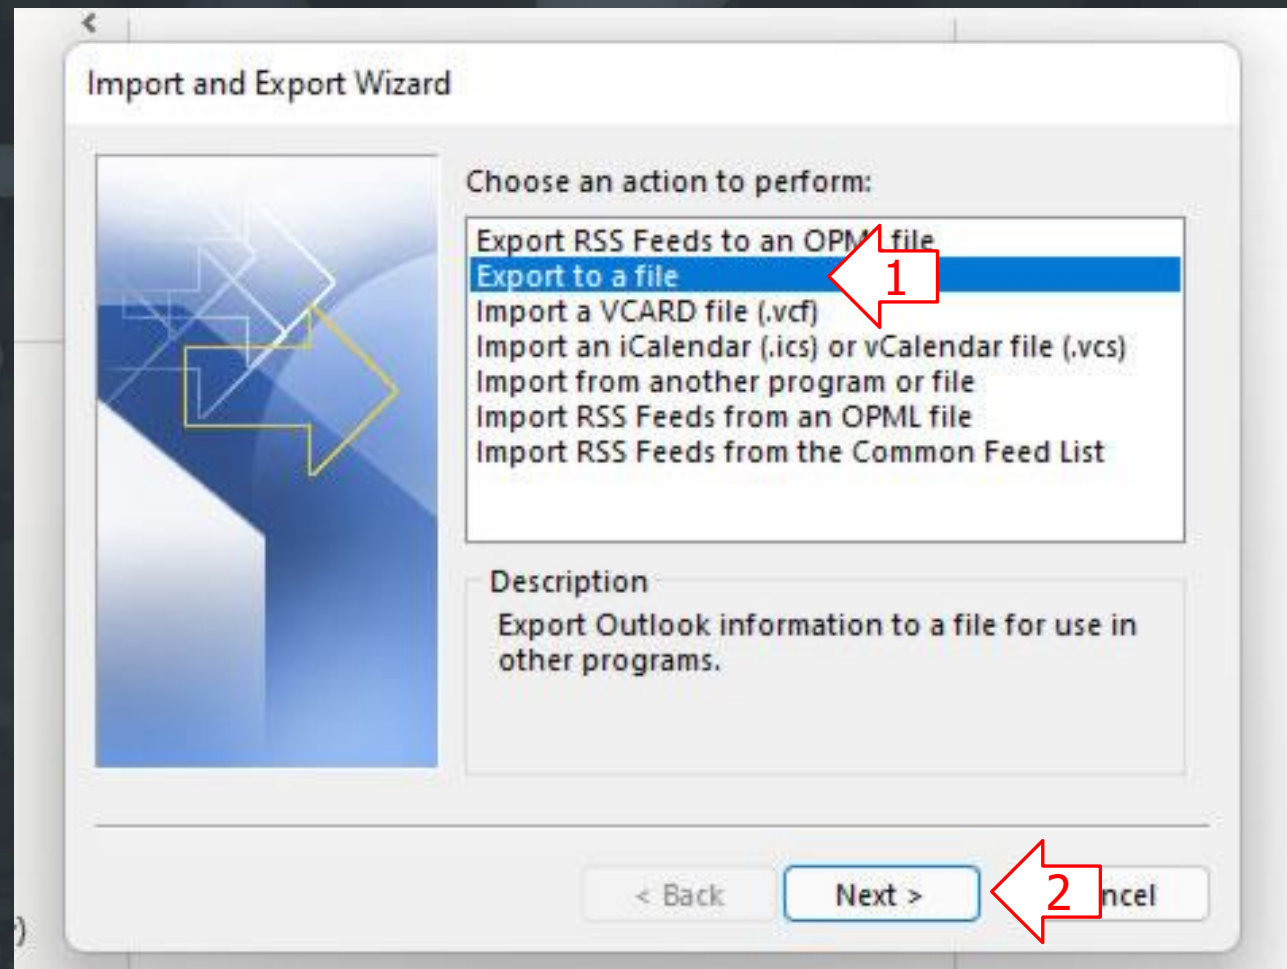 Import and Export Wizard
Choose an action to perform:
Export RSS Feeds to an OPML file
Export to a file
1
Import a VCARD file (.vcf)
Import an iCalendar (.ics) or vCalendar file (.vcs)
Import from another program or file
Import RSS Feeds from an OPML file
Import RSS Feeds from the Common Feed List
Description
Export Outlook information to a file for use in
other programs.
< Back
Next >
2
ncel
)